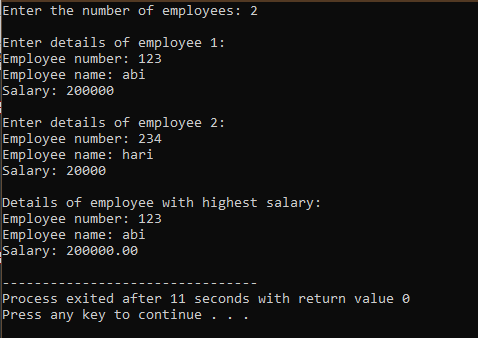 Enter the number of employees: 2
Enter details of employee 1:
Employee number: 123
Employee name: abi
Salary: 200000
Enter details of employee 2:
Employee number: 234
Employee name: hari
Salary: 20000
Details of employee with highest salary:
Employee number: 123
Employee name: abi
Salary: 200000.00
--------------------------------
Process exited after 11 seconds with return value 0
Press any key to continue . . .